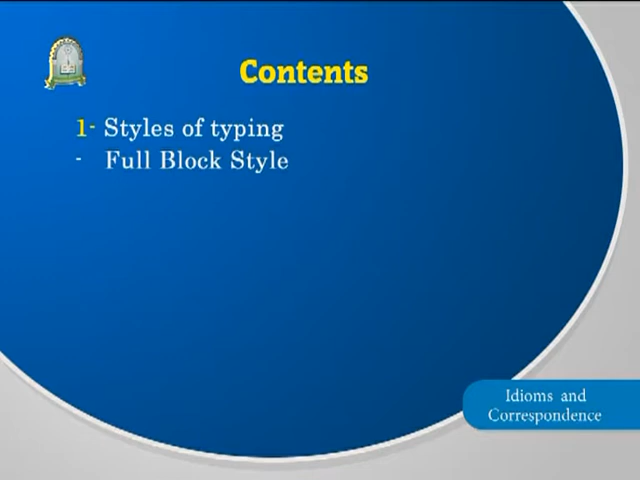 Contents
1- Styles of typing
- Full Block Style
Idioms and
Correspondence